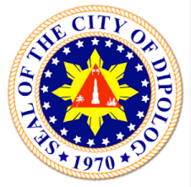 SEAL OF THE CITY OF DIPOLOG
1970